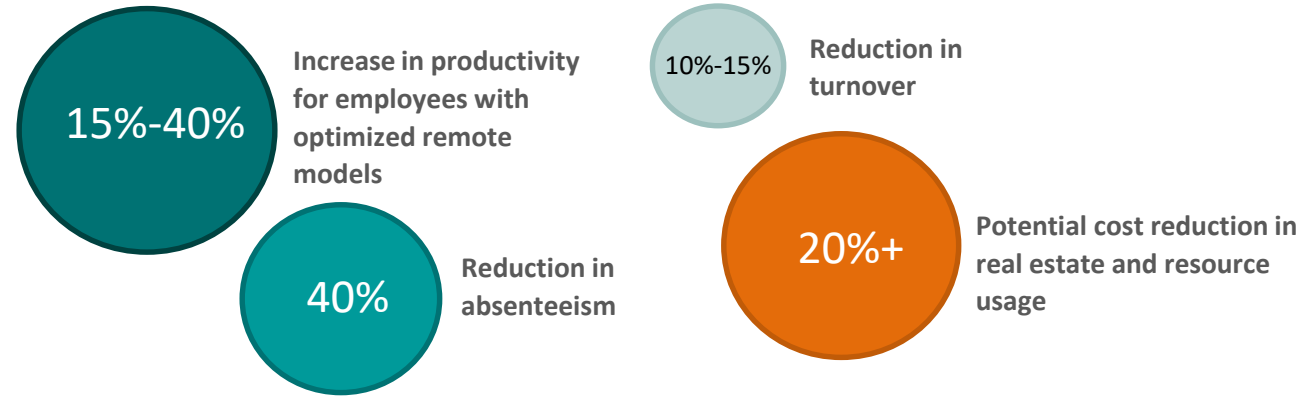 15%-40%
Increase in productivity
for employees with
optimized remote
models
40%
Reduction in
absenteeism
10%-15%
Reduction in
turnover
20%+
Potential cost reduction in
real estate and resource
usage